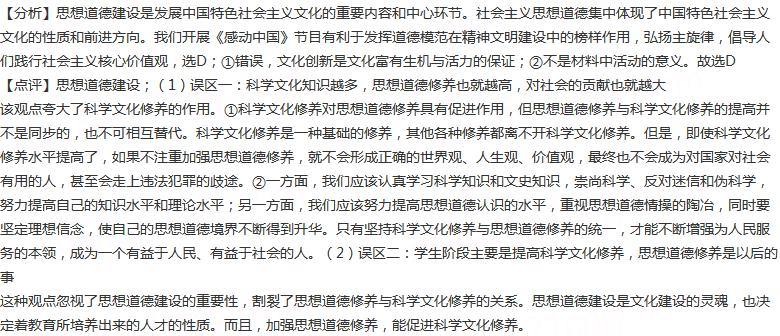 【分析】思想道德建设是发展中国特色社会主义文化的重要内容和中心环节。社会主义思想道德集中体现了中国特色社会主义
文化的性质和前进方向。我们开展《感动中国》节目有利于发挥道德模范在精神文明建设中的榜样作用，弘扬主旋律，倡导人
们践行社会主义核心价值观，选D；①错误，文化创新是文化富有生机与活力的保证；②不是材料中活动的意义。故选D
【点评】思想道德建设；（1）误区一：科学文化知识越多，思想道德修养也就越高，对社会的贡献也就越大
该观点夸大了科学文化修养的作用。①科学文化修养对思想道德修养具有促进作用，但思想道德修养与科学文化修养的提高并
不是同步的，也不可相互替代。科学文化修养是一种基础的修养，其他各种修养都离不开科学文化修养。但是，即使科学文化
修养水平提高了，如果不注重加强思想道德修养，就不会形成正确的世界观、人生观、价值观，最终也不会成为对国家对社会
有用的人，甚至会走上违法犯罪的歧途。②一方面，我们应该认真学习科学知识和文史知识，崇尚科学、反对迷信和伪科学，
努力提高自己的知识水平和理论水平；另一方面，我们应该努力提高思想道德认识的水平，重视思想道德情操的陶冶，同时要
坚定理想信念，使自己的思想道德境界不断得到升华。只有坚持科学文化修养与思想道德修养的统一，才能不断增强为人民服
务的本领，成为一个有益于人民、有益于社会的人。（2）误区二：学生阶段主要是提高科学文化修养，思想道德修养是以后的
事
这种观点忽视了思想道德建设的重要性，割裂了思想道德修养与科学文化修养的关系。思想道德建设是文化建设的灵魂，也决
定着教育所培养出来的人才的性质。而且，加强思想道德修养，能促进科学文化修养。